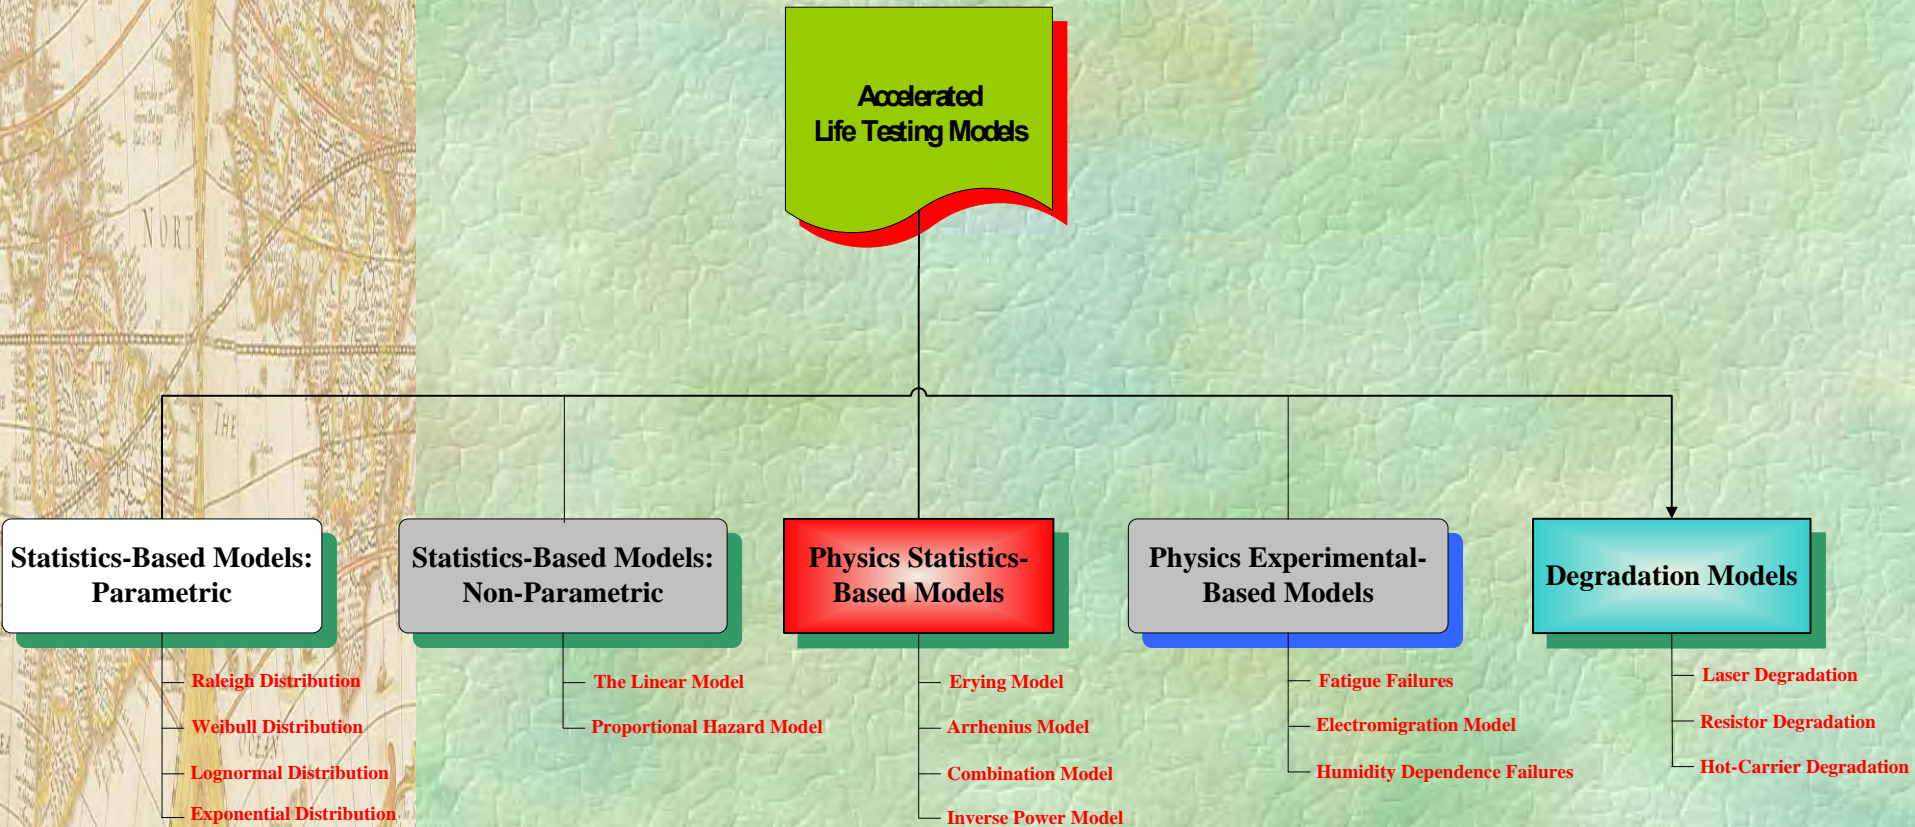 Accelerated
Life Testing Models
NORT
THE
Statistics-Based Models:
Parametric
Raleigh Distribution
Weibull Distribution
Lognormal Distribution
Exponential Distribution
Statistics-Based Models:
Non-Parametric
The Linear Model
Proportional Hazard Model
Physics Statistics-
Based Models
Erying Model
Arrhenius Model
Combination Model
Inverse Power Model
Physics Experimental-
Based Models
Fatigue Failures
Electromigration Model
Humidity Dependence Failures
Degradation Models
Laser Degradation
Resistor Degradation
Hot-Carrier Degradation